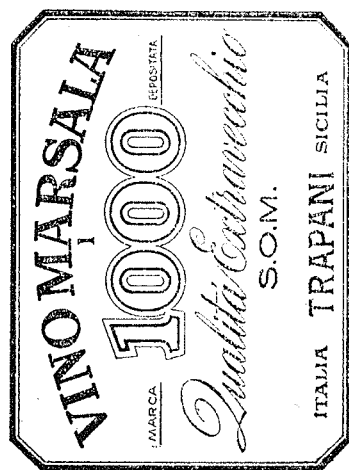 VINO MARSALA
I
MARCA 1000 DEPOSITATA
Qualità Extravecchio
S.O.M.
ITALIA TRAPANI SICILIA